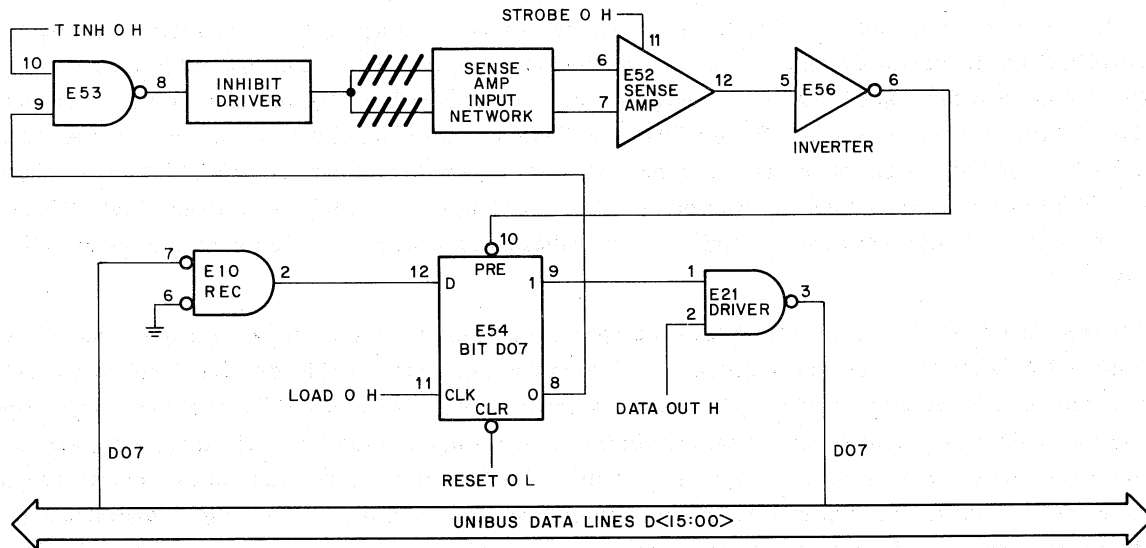 STROBE 0 H
11
T INH 0 H
10
9
E53
8
INHIBIT
DRIVER
SENSE
AMP
INPUT
NETWORK
6
7
E52
SENSE
AMP
12
5
E56
6
INVERTER
7
6
E10
REC
2
12
10
PRE
D
1
9
E54
BIT D07
LOAD 0 H
11
CLK
0
8
CLR
RESET 0 L
1
2
E21
DRIVER
3
DATA OUT H
D07
D07
UNIBUS DATA LINES D<15:00>